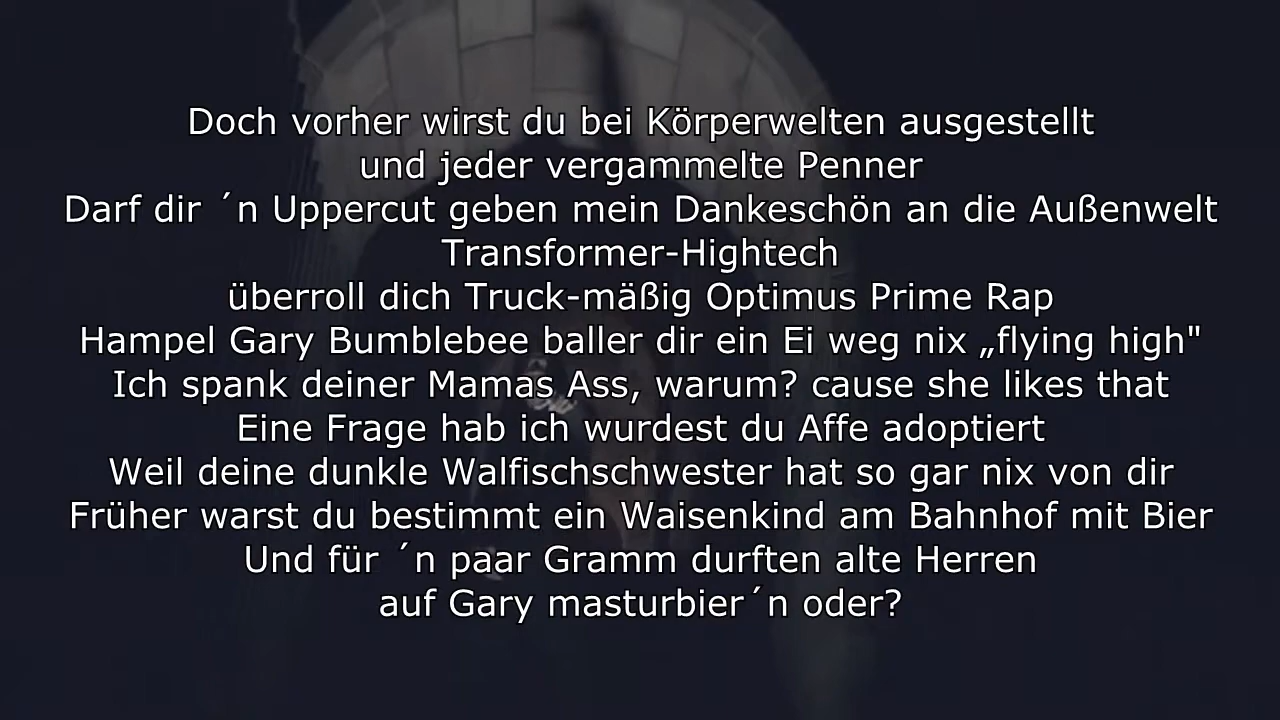 Doch vorher wirst du bei Körperwelten ausgestellt
und jeder vergammelte Penner
Darf dir ´n Uppercut geben mein Dankeschön an die Außenwelt
Transformer-Hightech
überroll dich Truck-mäßig Optimus Prime Rap
Hampel Gary Bumblebee baller dir ein Ei weg nix „flying high"
Ich spank deiner Mamas Ass, warum? cause she likes that
Eine Frage hab ich wurdest du Affe adoptiert
Weil deine dunkle Walfischschwester hat so gar nix von dir
Früher warst du bestimmt ein Waisenkind am Bahnhof mit Bier
Und für ´n paar Gramm durften alte Herren
auf Gary masturbier´n oder?